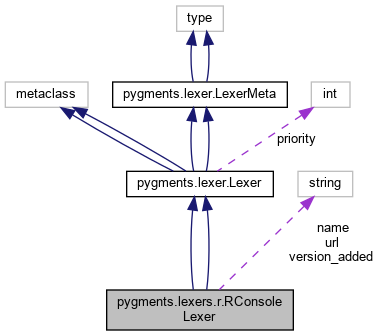 type
metaclass
pygments.lexer.LexerMeta
int
priority
pygments.lexer.Lexer
string
name
url
version_added
pygments.lexers.r.RConsole
Lexer